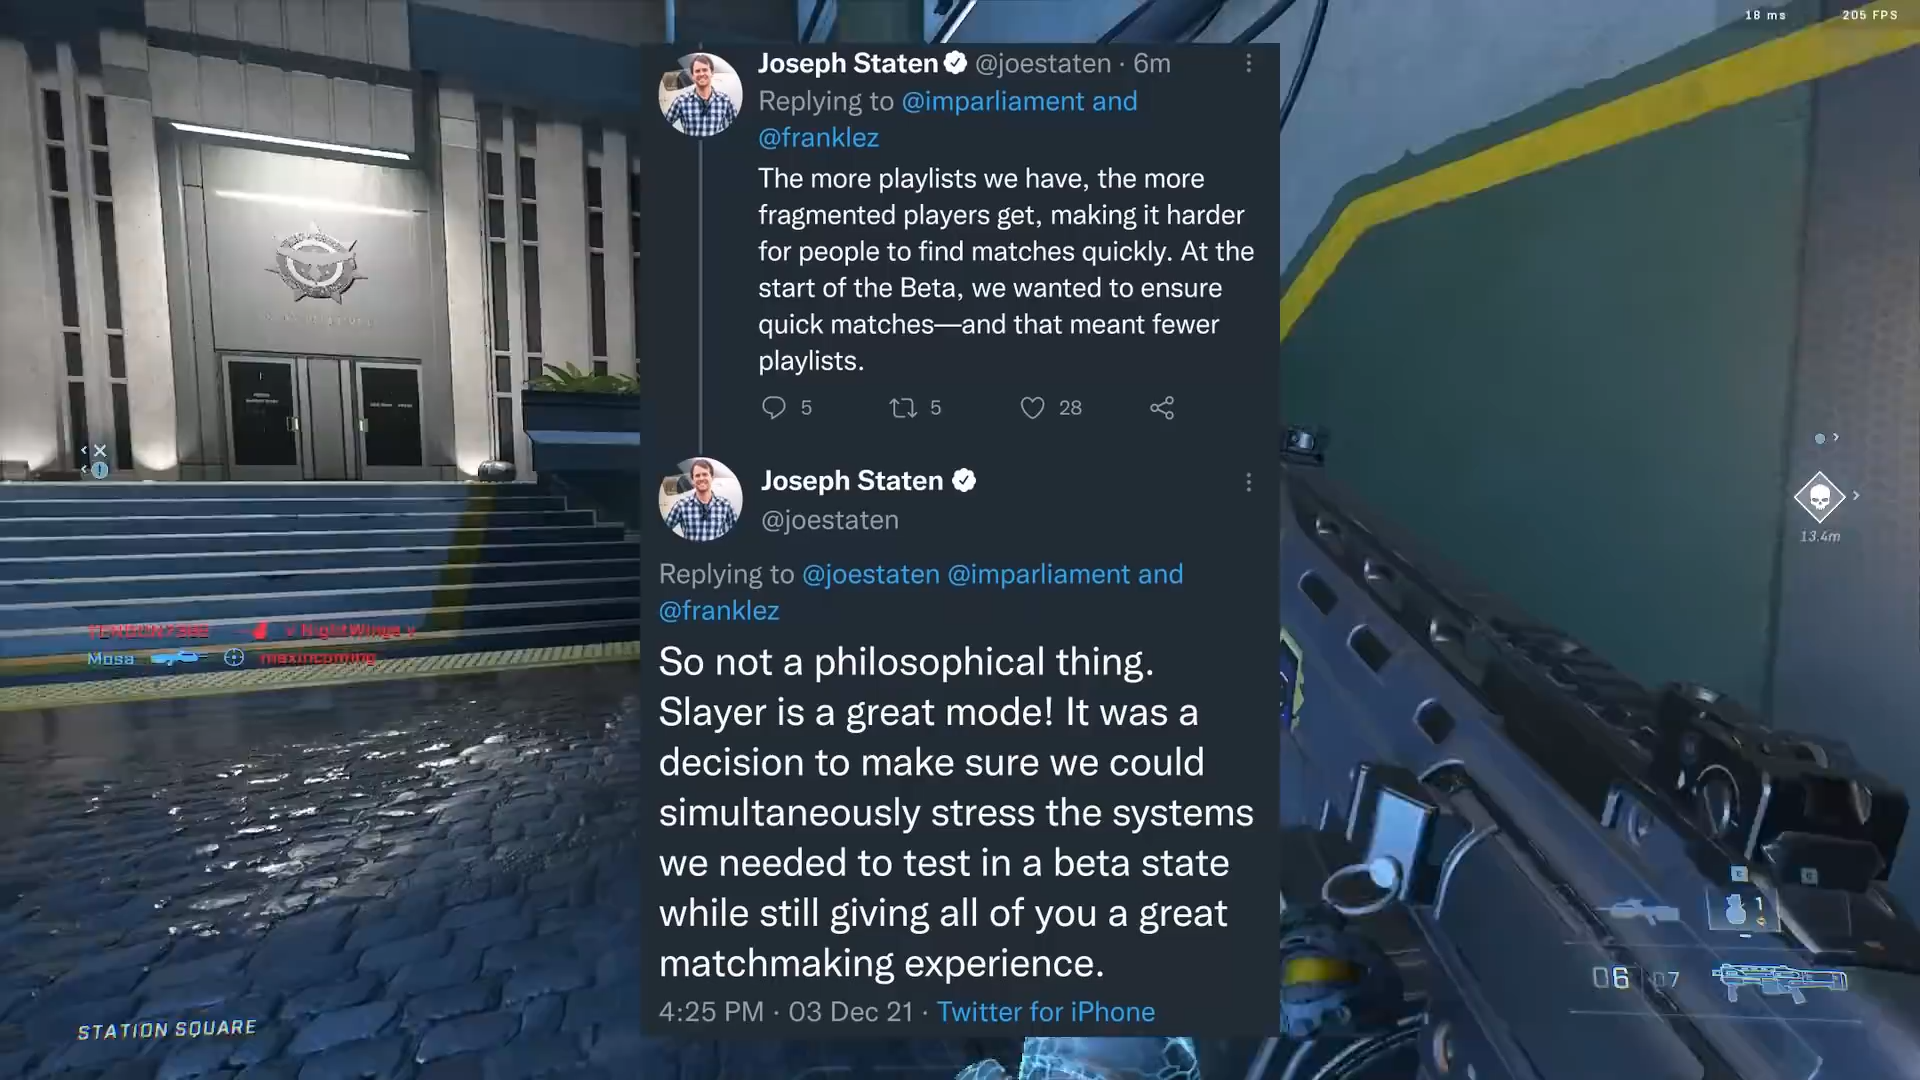 18 ms
205 FPS
Joseph Staten @joestaten · 6m
Replying to @imparliament and
@franklez
The more playlists we have, the more
fragmented players get, making it harder
for people to find matches quickly. At the
start of the Beta, we wanted to ensure
quick matches—and that meant fewer
playlists.
5 5 28
Joseph Staten
@joestaten
Replying to @joestaten @imparliament and
@franklez
So not a philosophical thing.
Slayer is a great mode! It was a
decision to make sure we could
simultaneously stress the systems
we needed to test in a beta state
while still giving all of you a great
matchmaking experience.
4:25 PM · 03 Dec 21 · Twitter for iPhone
v NightWinge v
Mosa maxincoming
13.4m
1
06 07
STATION SQUARE